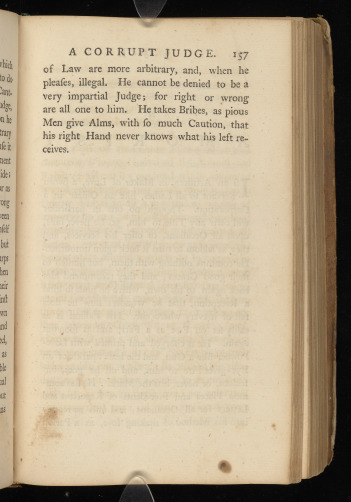 A CORRUPT JUDGE. 157
of Law are more arbitrary, and, when he
pleaſes, illegal. He cannot be denied to be a
very impartial Judge; for right or wrong
are all one to him. He takes Bribes, as pious
Men give Alms, with ſo much Caution, that
his right Hand never knows what his left re-
ceives.